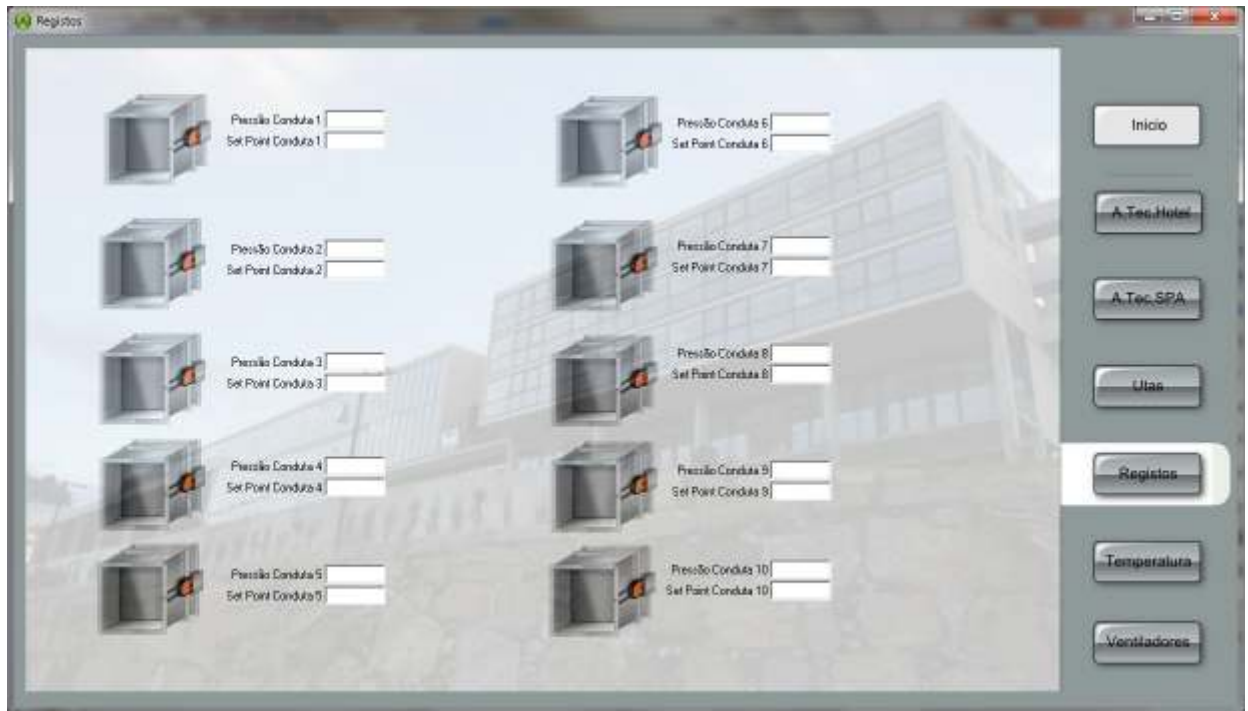 Registos
Pressão Conduta 1
Set Point Conduta 1
Pressão Conduta 2
Set Point Conduta 2
Pressão Conduta 3
Set Point Conduta 3
Pressão Conduta 4
Set Point Conduta 4
Pressão Conduta 5
Set Point Conduta 5
Pressão Conduta 6
Set Point Conduta 6
Pressão Conduta 7
Set Point Conduta 7
Pressão Conduta 8
Set Point Conduta 8
Pressão Conduta 9
Set Point Conduta 9
Pressão Conduta 10
Set Point Conduta 10
Inicio
A.Tec.Hotel
A.Tec.SPA
Utas
Registos
Temperatura
Ventiladores